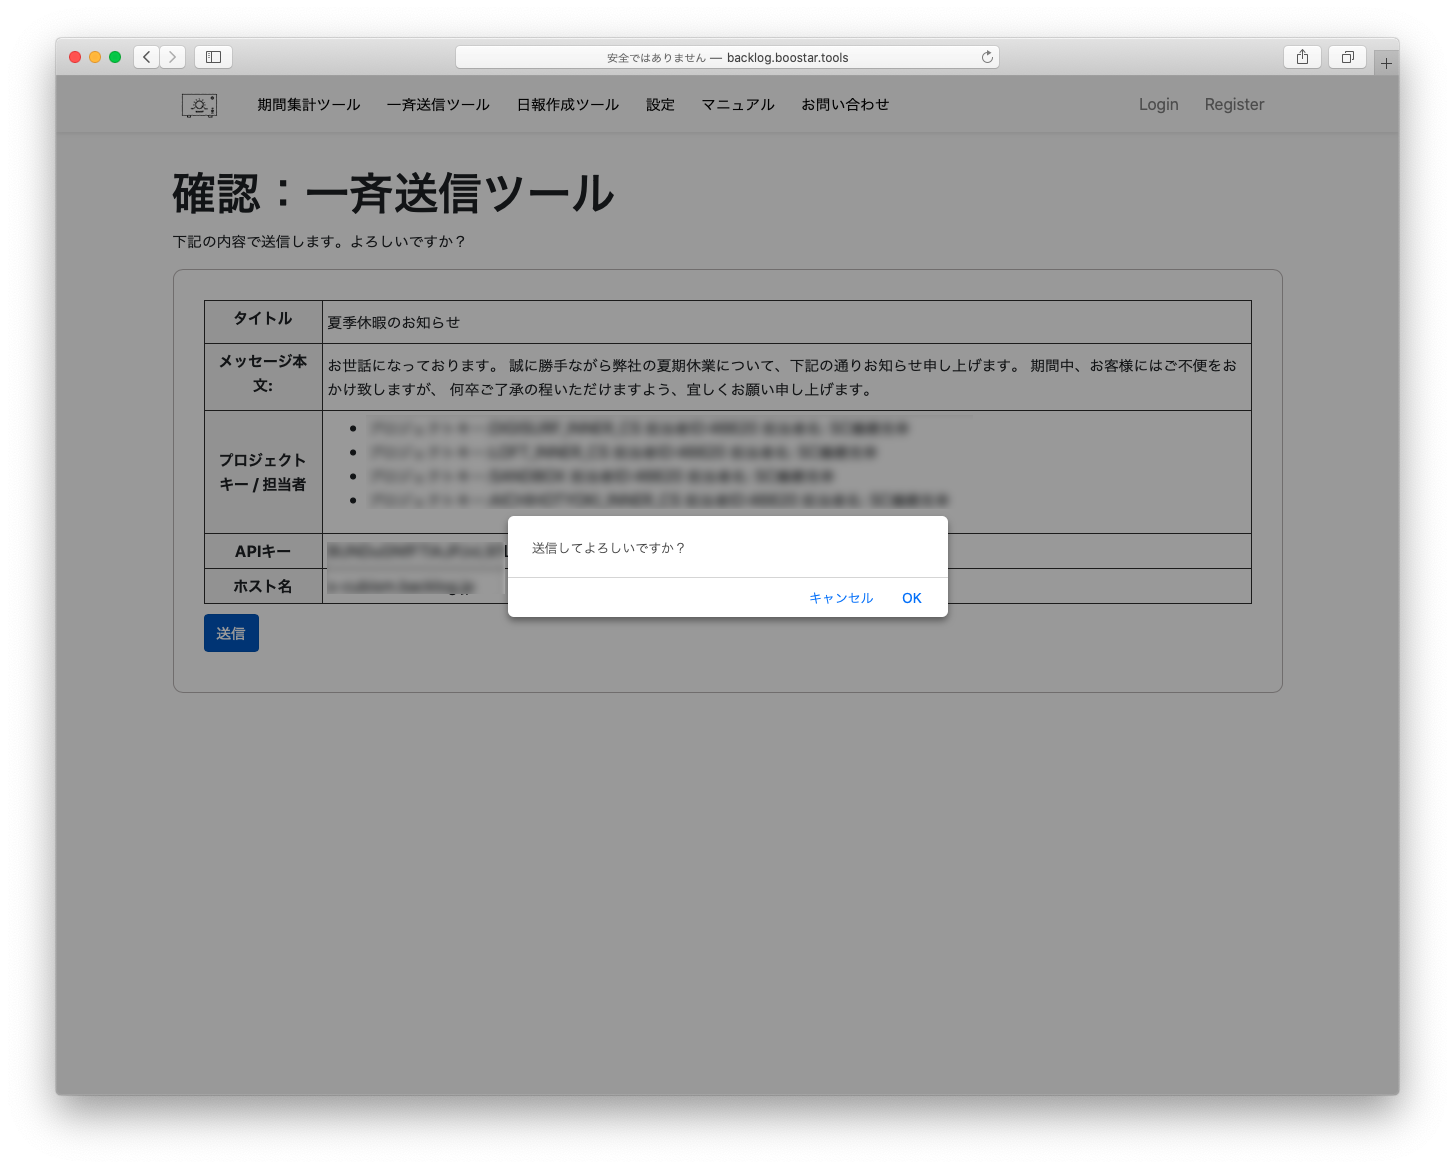 安全ではありません — backlog.boostar.tools
期間集計ツール 一斉送信ツール 日報作成ツール 設定 マニュアル お問い合わせ Login Register
確認：一斉送信ツール
下記の内容で送信します。よろしいですか？
タイトル 夏季休暇のお知らせ
メッセージ本
文:
お世話になっております。 誠に勝手ながら弊社の夏期休業について、下記の通りお知らせ申し上げます。 期間中、お客様にはご不便をお
かけ致しますが、 何卒ご了承の程いただけますよう、宜しくお願い申し上げます。
プロジェクト
キー / 担当者
APIキー
ホスト名
送信してよろしいですか？
キャンセル OK
送信